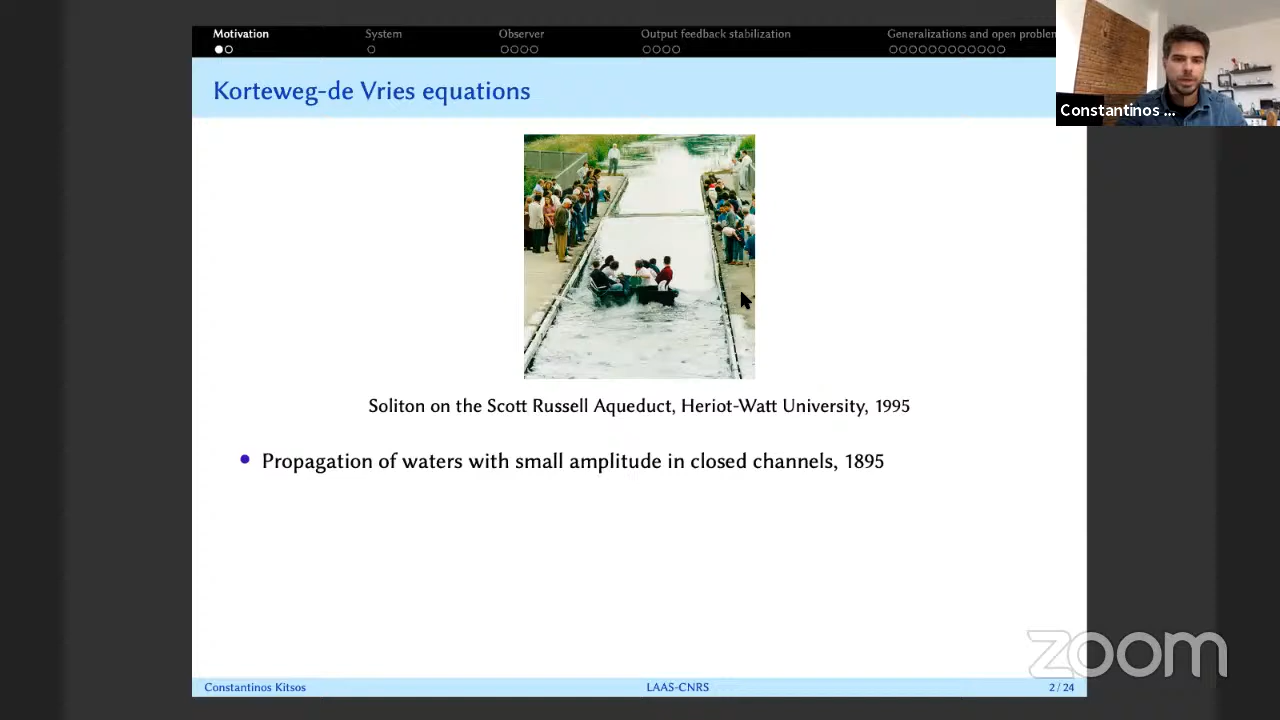 Motivation
System
Observer
Output feedback stabilization
Generalizations and open proble
Constantinos ...
Korteweg-de Vries equations
Soliton on the Scott Russell Aqueduct, Heriot-Watt University, 1995
Propagation of waters with small amplitude in closed channels, 1895
zoom
Constantinos Kitsos
LAAS-CNRS
2 / 24